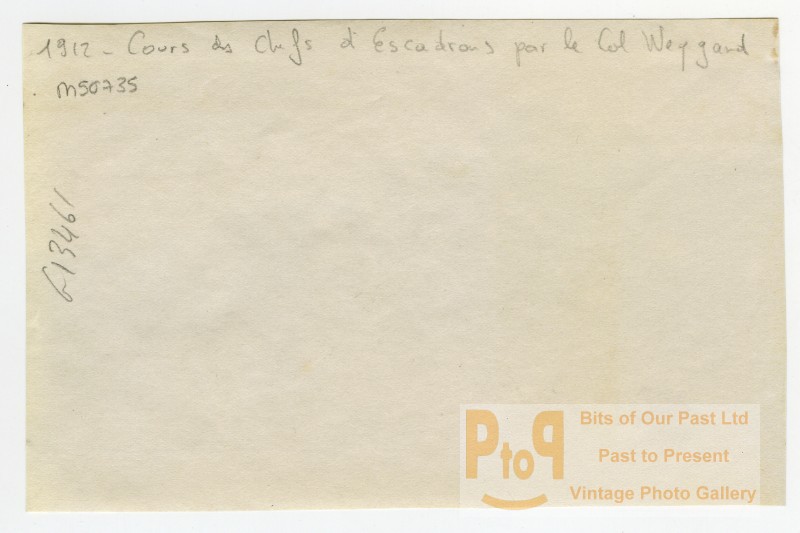 1912 - Cours des Chefs d'Escadrons par le Col Weygand
M50735
G13461
PtoP
Bits of Our Past Ltd
Past to Present
Vintage Photo Gallery